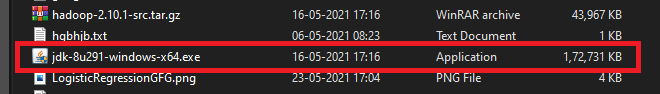 hadoop-2.10.1-src.tar.gz 16-05-2021 17:16 WinRAR archive 43,967 KB
hgbhjb.txt 06-05-2021 08:23 Text Document 1 KB
jdk-8u291-windows-x64.exe 16-05-2021 17:16 Application 1,72,731 KB
LogisticRegressionGFG.png 23-05-2021 17:04 PNG File 4 KB